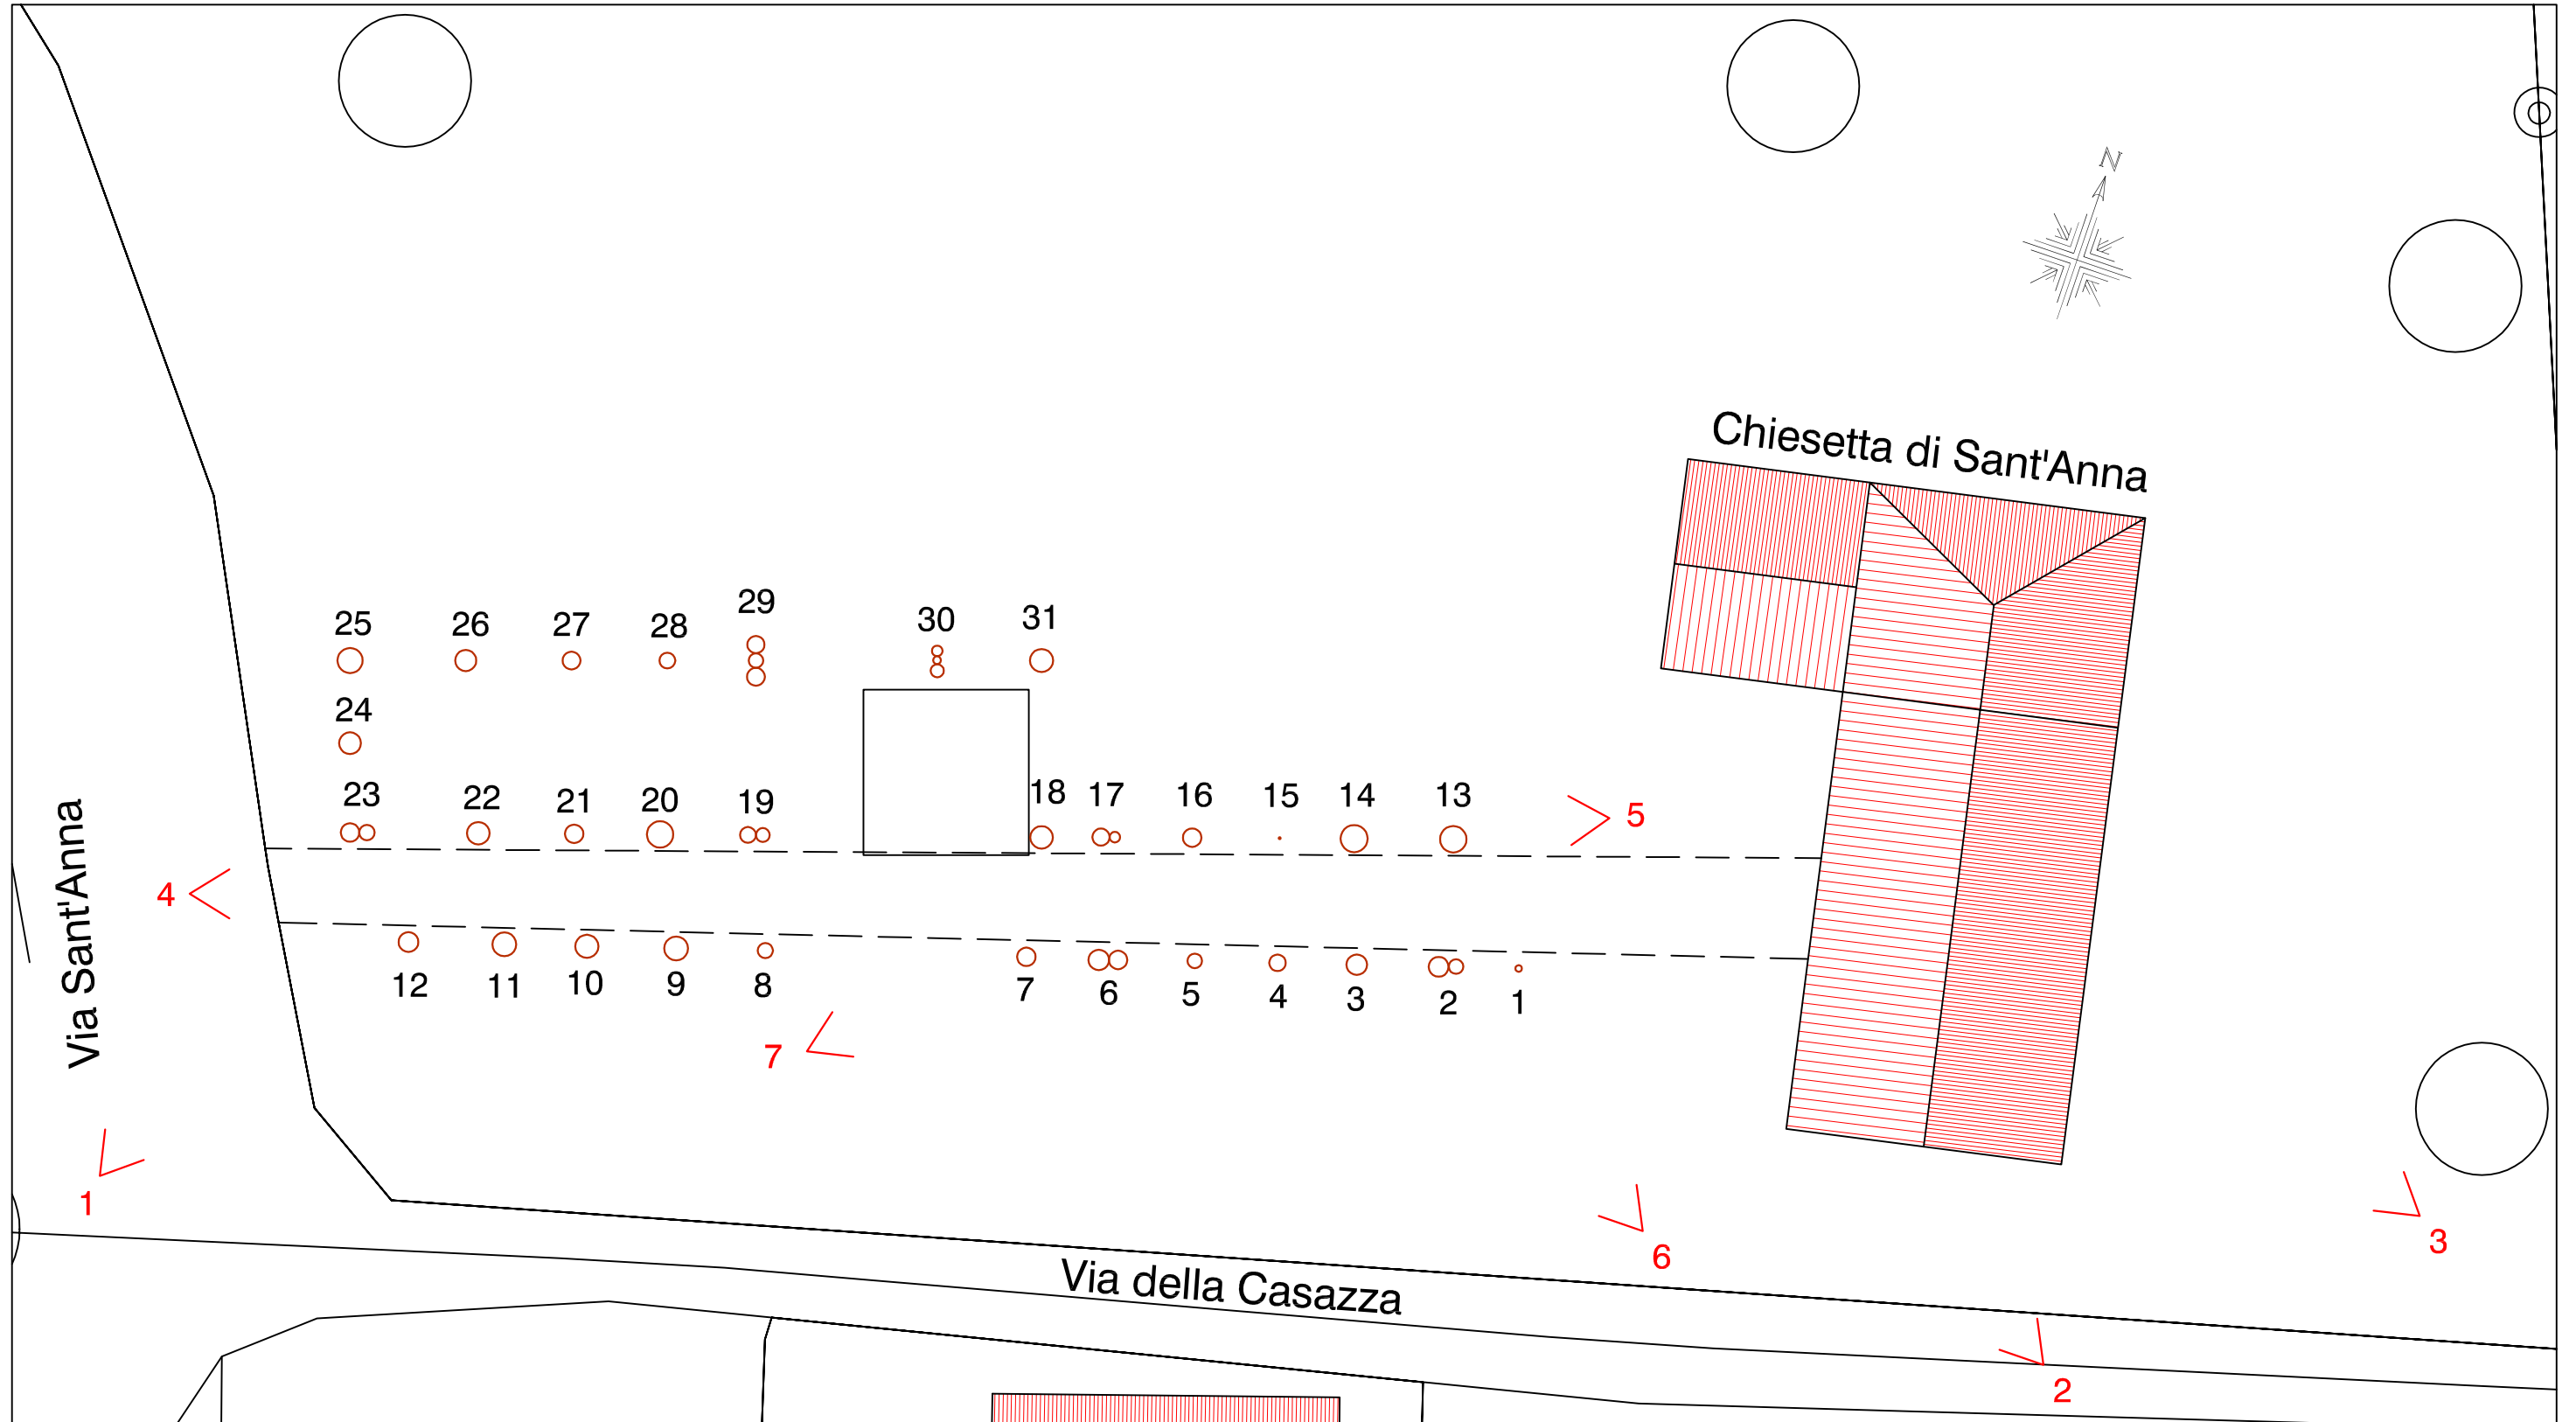 N
Chiesetta di Sant'Anna
25 26 27 28 29 30 31
24
23 22 21 20 19 18 17 16 15 14 13
5
4
Via Sant'Anna
12 11 10 9 8 7 6 5 4 3 2 1
7
1
6
3
Via della Casazza
2